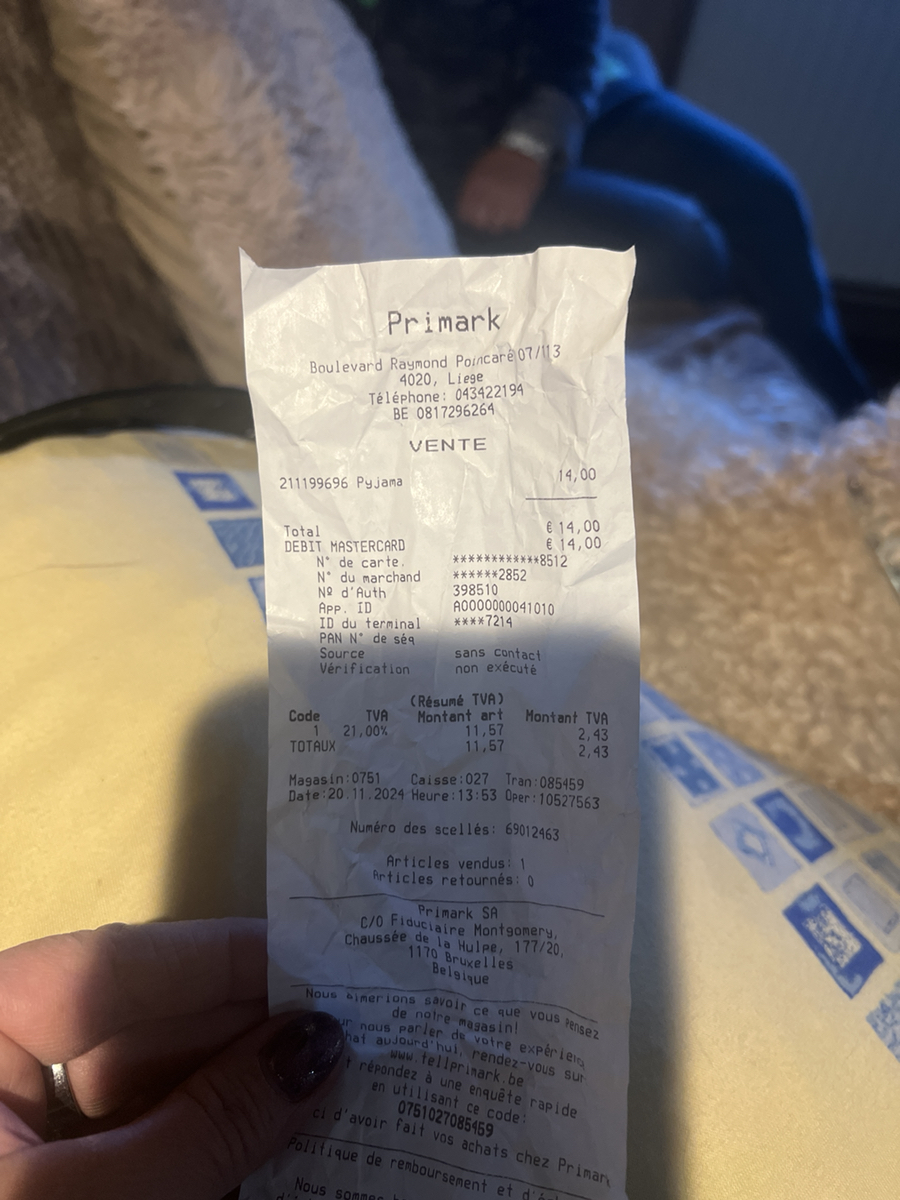 Primark
Boulevard Raymond Poincaré 07/113
4020, Liege
Téléphone: 043422194
BE 0817296264
VENTE
211199696 Pyjama 14,00
Total € 14,00
DEBIT MASTERCARD € 14,00
N° de carte. ************8512
N° du marchand ******2852
Nº d'Auth 398510
App. ID A0000000041010
ID du terminal ****7214
PAN N° de séq
Source sans contact
Vérification non exécuté
(Résumé TVA)
Code TVA Montant art Montant TVA
1 21,00% 11,57 2,43
TOTAUX 11,57 2,43
Magasin:0751 Caisse:027 Tran:085459
Date:20.11.2024 Heure:13:53 Oper:10527563
Numéro des scellés: 69012463
Articles vendus: 1
Articles retournés: 0
Primark SA
C/O Fiduciaire Montgomery,
Chaussée de la Hulpe, 177/20,
1170 Bruxelles
Belgique
Nous aimerions savoir ce que vous pensez
de notre magasin!
nous parler de votre
aujourd'hui, rendez-vous sur
www.tellprimark.be
répondez à une enquête rapide
en utilisant ce code:
0751027085459
d'avoir fait vos achats chez Primark
Politique de remboursement et
Nous